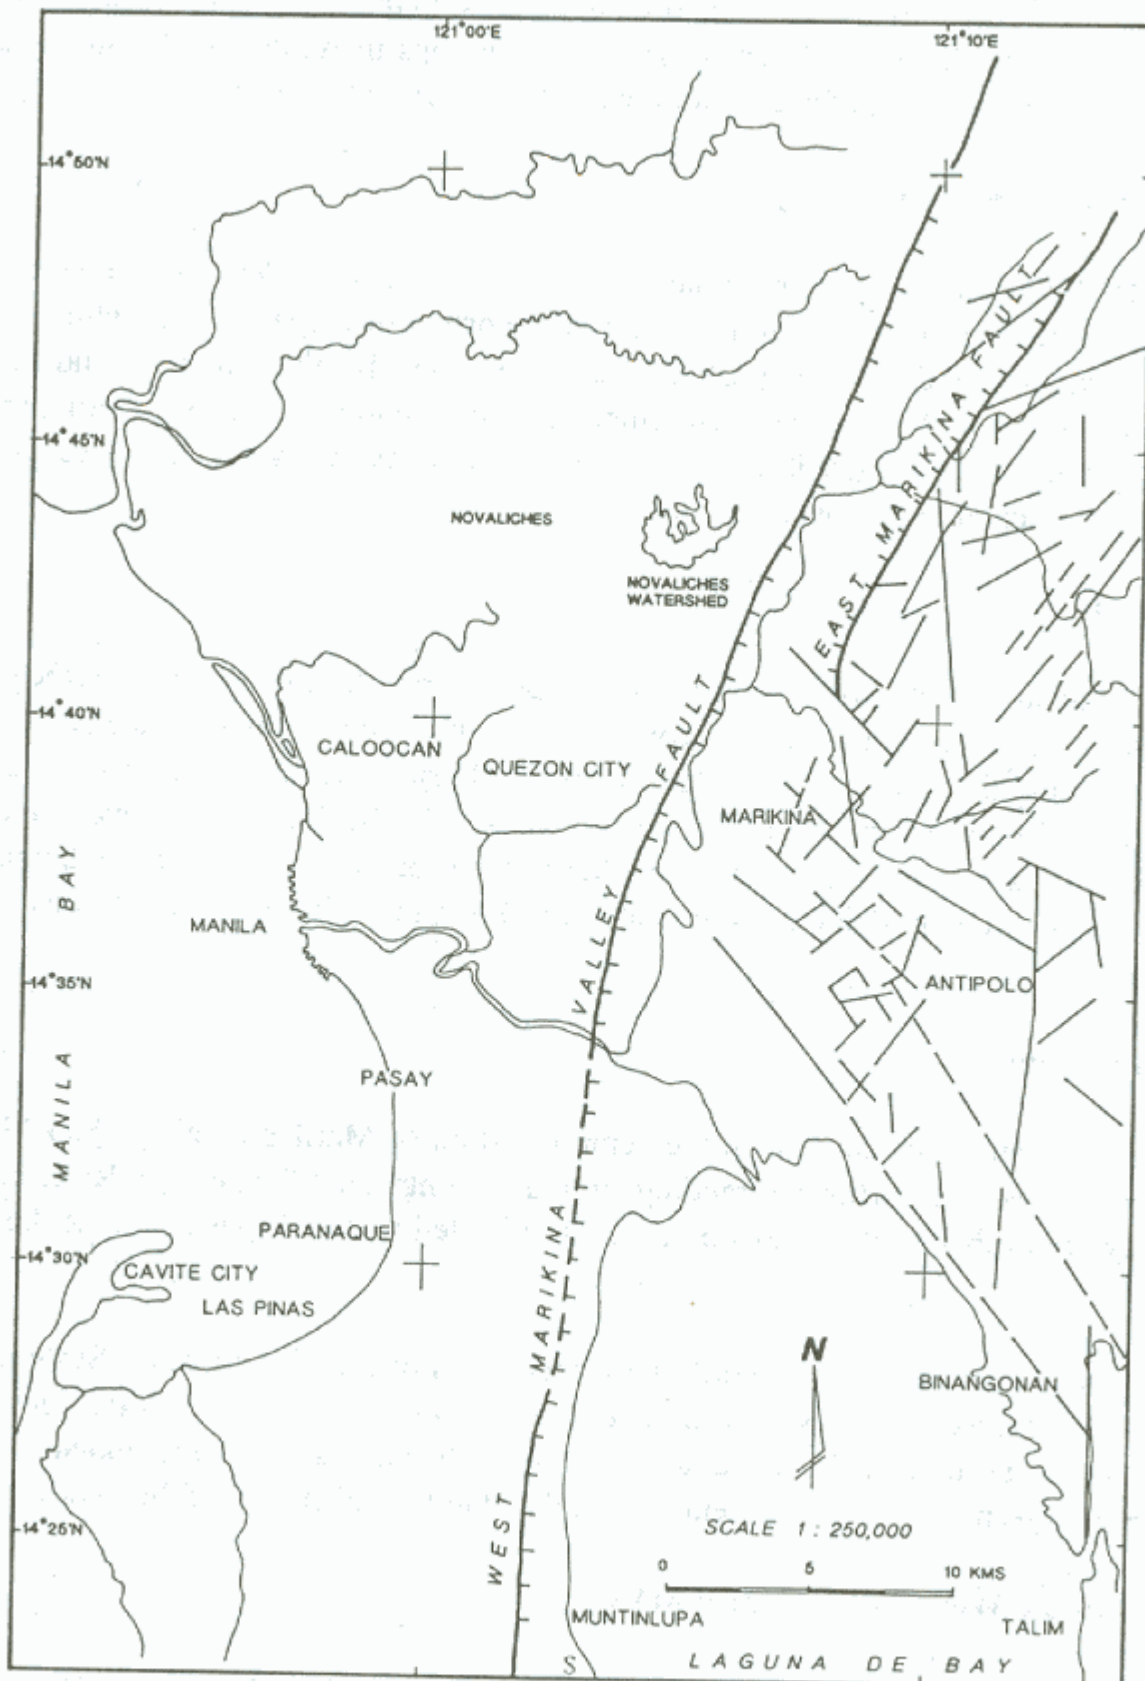 121°00'E
121°10'E
14°50'N
14°45'N
NOVALICHES
NOVALICHES
WATERSHED
EAST MARIKINA FAULT
14°40'N
CALOOCAN
QUEZON CITY
MARIKINA
MANILA
14°35'N
ANTIPOLO
PASAY
MANILA BAY
PARANAQUE
14°30'N
CAVITE CITY
LAS PINAS
WEST MARIKINA VALLEY FAULT
N
BINANGONAN
14°25'N
SCALE 1 : 250,000
0 5 10 KMS
MUNTINLUPA
TALIM
S
LAGUNA DE BAY